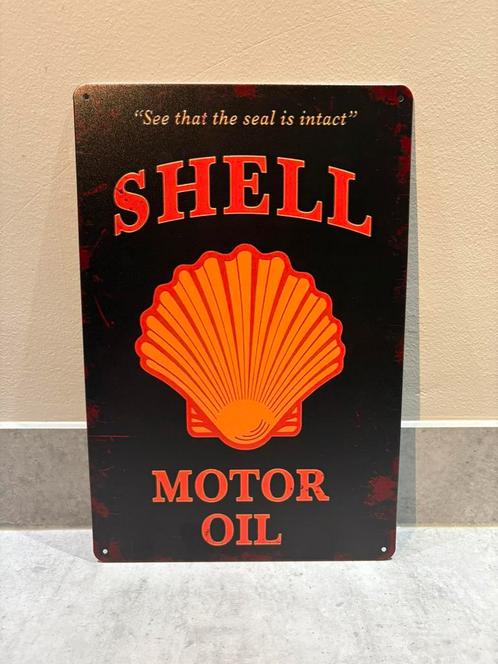 “See that the seal is intact”
SHELL
MOTOR
OIL